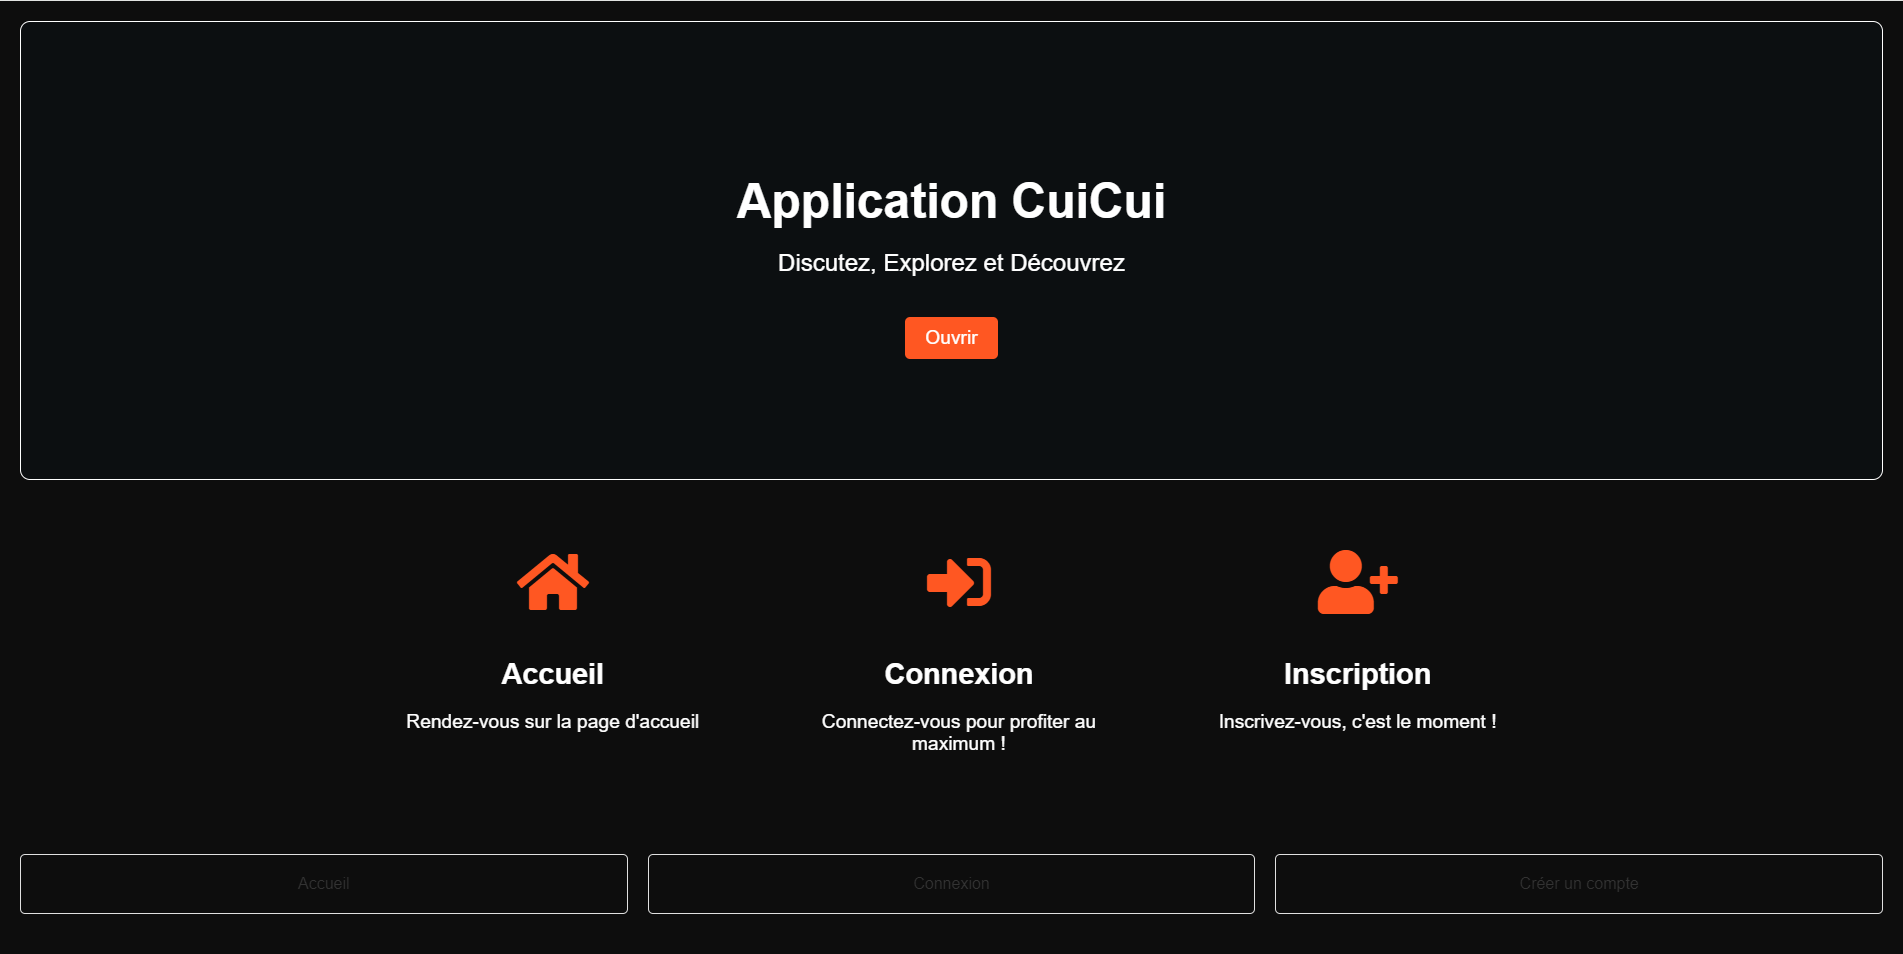 Application CuiCui
Discutez, Explorez et Découvrez
Ouvrir
Accueil
Rendez-vous sur la page d'accueil
Connexion
Connectez-vous pour profiter au
maximum !
Inscription
Inscrivez-vous, c'est le moment !
Accueil
Connexion
Créer un compte